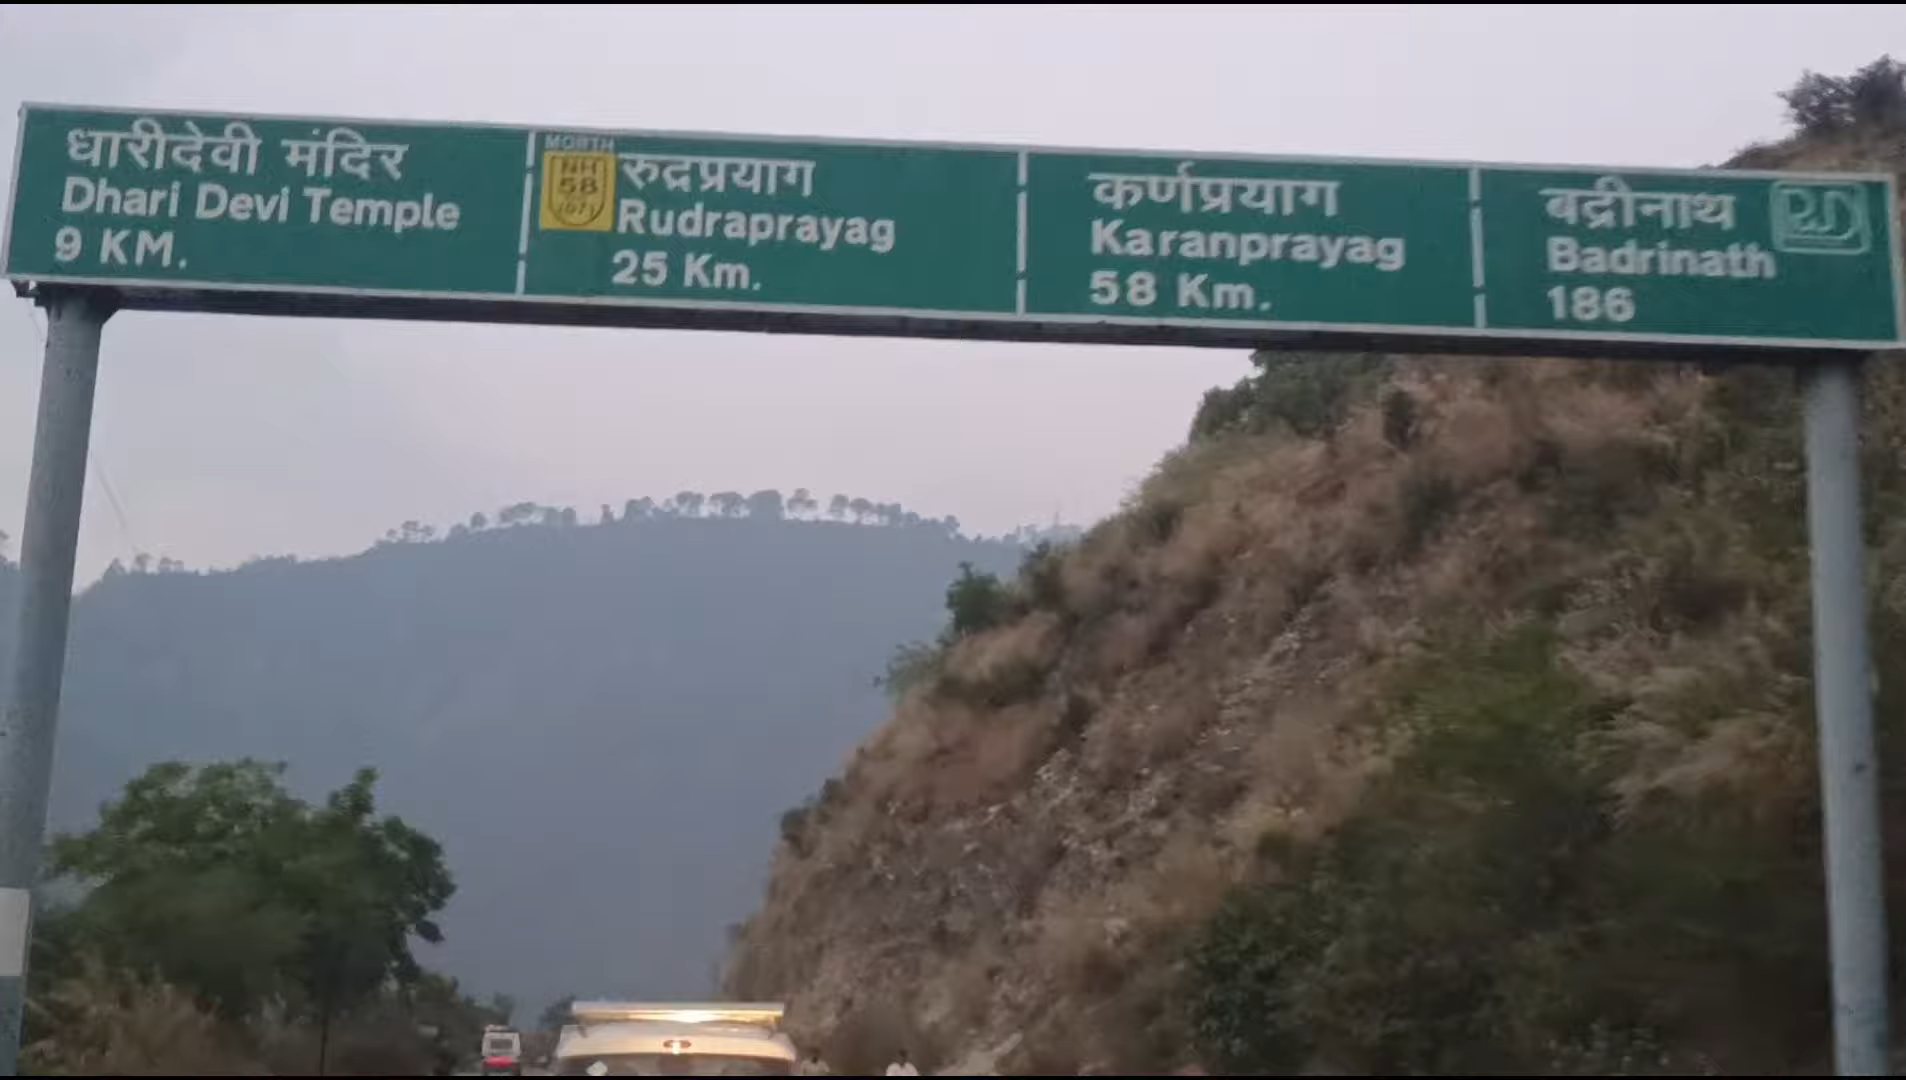 धारीदेवी मंदिर
Dhari Devi Temple
9 KM.
MORTH
NH
58
(07)
रुद्रप्रयाग
Rudraprayag
25 Km.
कर्णप्रयाग
Karanprayag
58 Km.
बद्रीनाथ
Badrinath
186